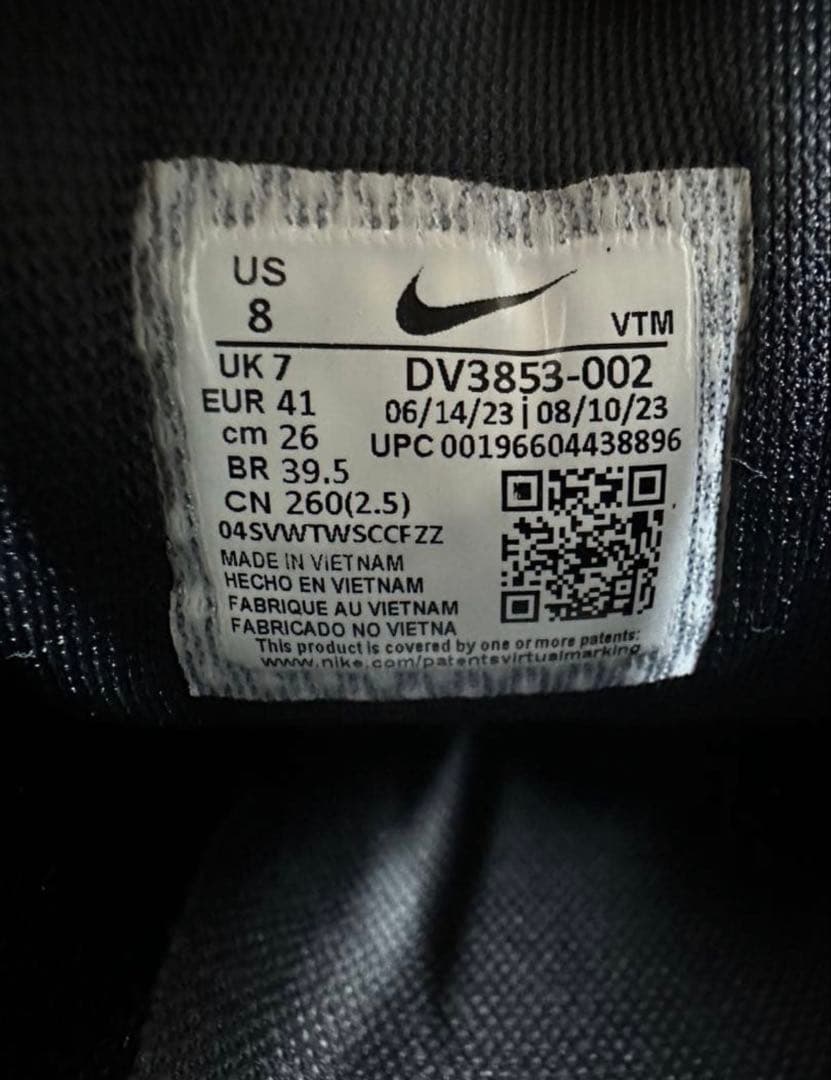 US
8
VTM
UK 7
DV3853-002
EUR 41
06/14/23 | 08/10/23
cm 26
UPC 00196604438896
BR 39.5
CN 260(2.5)
04SVWTWSCCFZZ
MADE IN VIETNAM
HECHO EN VIETNAM
FABRIQUE AU VIETNAM
FABRICADO NO VIETNA
This product is covered by one or more patents:
www.nike.com/patentsvirtualmarking